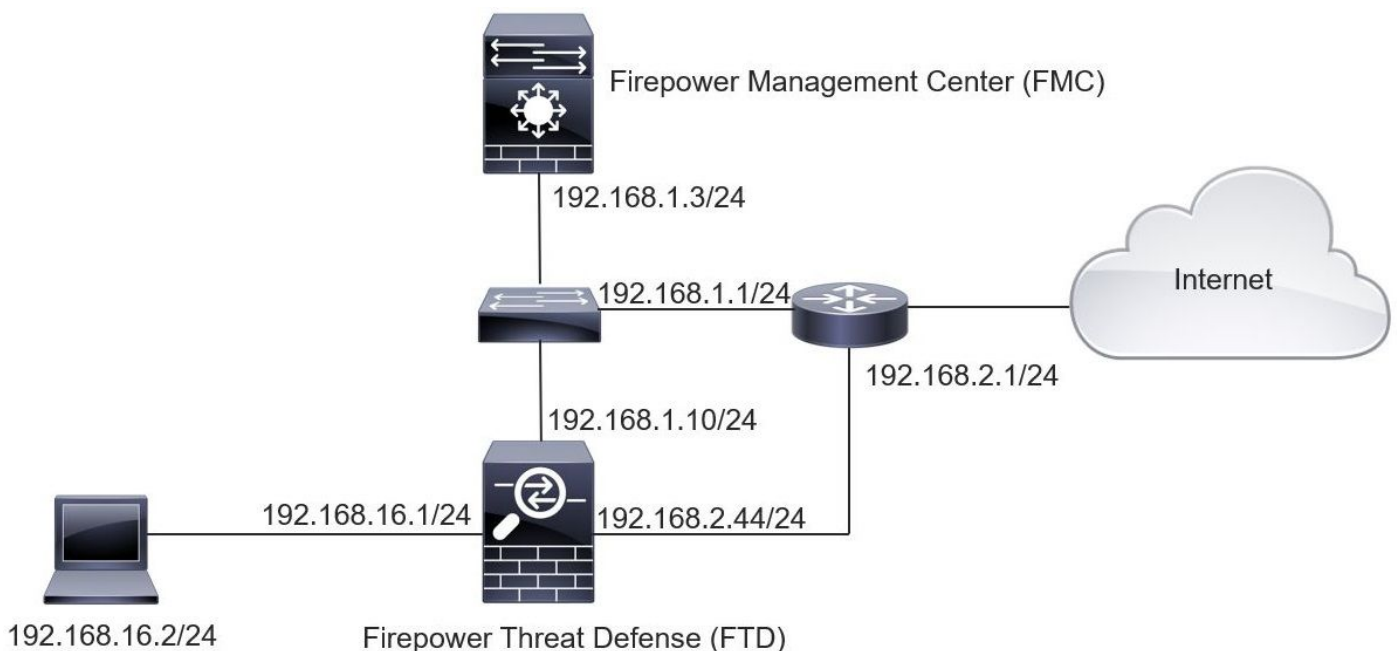 Firepower Management Center (FMC)
192.168.1.3/24
Internet
192.168.1.1/24
192.168.2.1/24
192.168.1.10/24
192.168.16.1/24
192.168.2.44/24
192.168.16.2/24
Firepower Threat Defense (FTD)